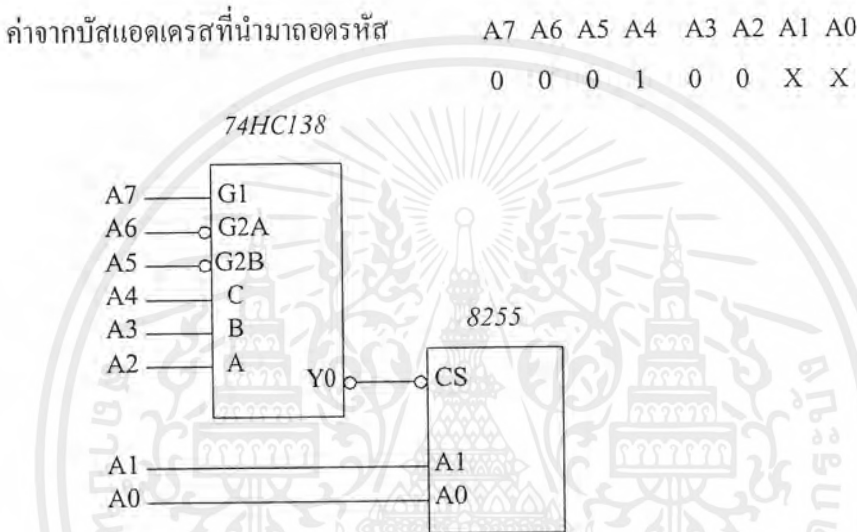 ค่าจากบัสแอดเดรสที่นำมาถอดรหัส A7 A6 A5 A4 A3 A2 A1 A0
0 0 0 1 0 0 X X
74HC138
A7 G1
A6 G2A
A5 G2B
A4 C
A3 B
A2 A
8255
Y0 CS
A1 A1
A0 A0